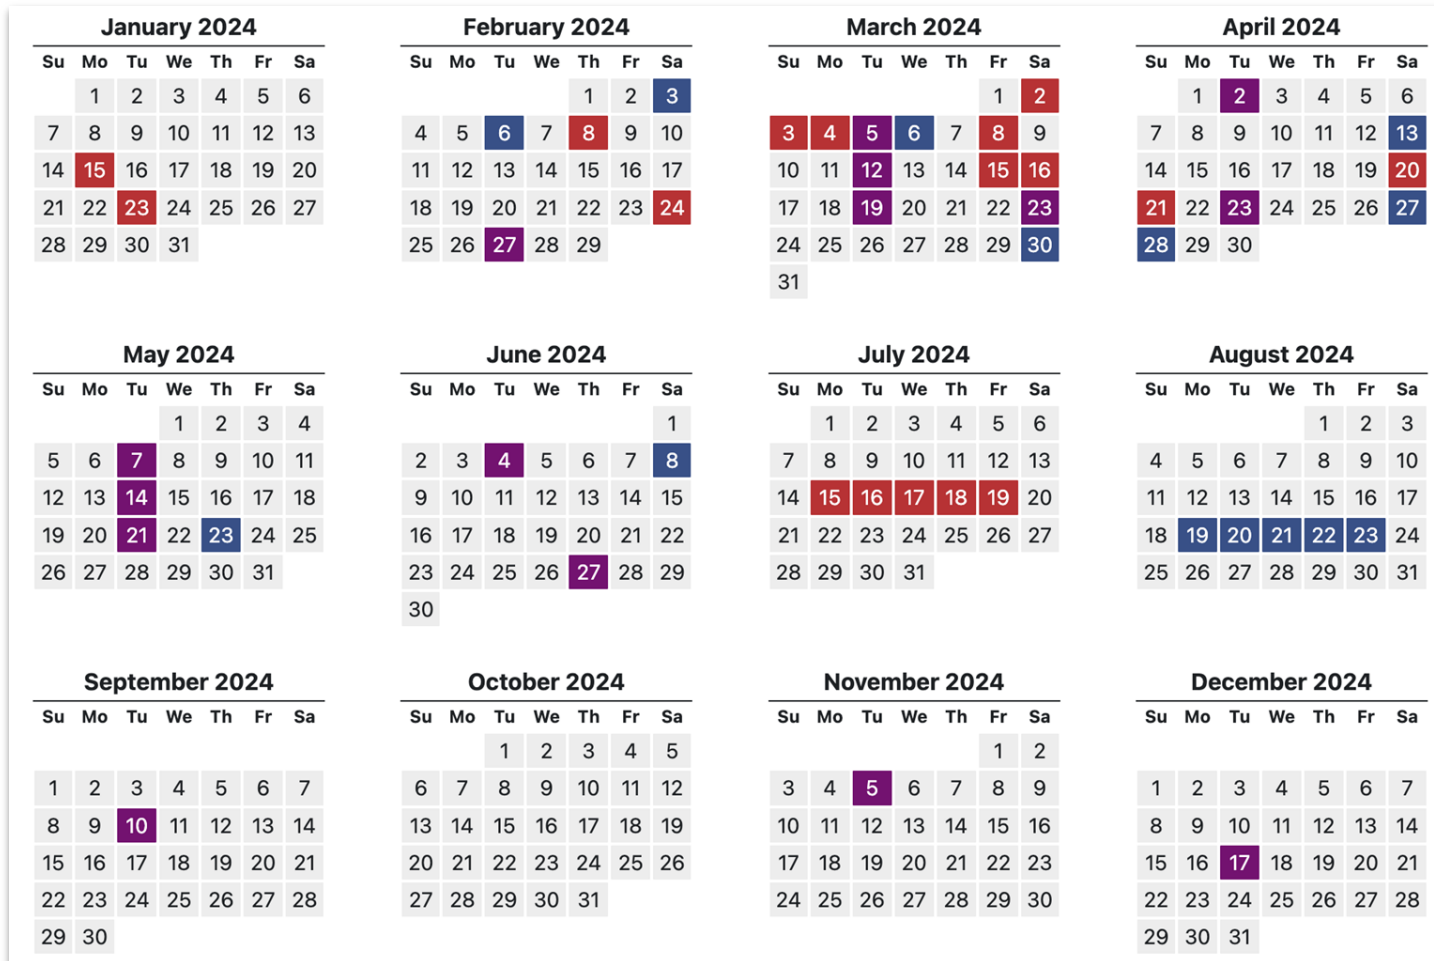 January 2024 February 2024 March 2024 April 2024
Su Mo Tu We Th Fr Sa Su Mo Tu We Th Fr Sa Su Mo Tu We Th Fr Sa Su Mo Tu We Th Fr Sa
1 2 3 4 5 6 1 2 3 1 2 1 2 3 4 5 6
7 8 9 10 11 12 13 4 5 6 7 8 9 10 3 4 5 6 7 8 9 7 8 9 10 11 12 13
14 15 16 17 18 19 20 11 12 13 14 15 16 17 10 11 12 13 14 15 16 14 15 16 17 18 19 20
21 22 23 24 25 26 27 18 19 20 21 22 23 24 17 18 19 20 21 22 23 21 22 23 24 25 26 27
28 29 30 31 25 26 27 28 29 24 25 26 27 28 29 30 28 29 30
31
May 2024 June 2024 July 2024 August 2024
Su Mo Tu We Th Fr Sa Su Mo Tu We Th Fr Sa Su Mo Tu We Th Fr Sa Su Mo Tu We Th Fr Sa
1 2 3 4 1 1 2 3 4 5 6 1 2 3
5 6 7 8 9 10 11 2 3 4 5 6 7 8 7 8 9 10 11 12 13 4 5 6 7 8 9 10
12 13 14 15 16 17 18 9 10 11 12 13 14 15 14 15 16 17 18 19 20 11 12 13 14 15 16 17
19 20 21 22 23 24 25 16 17 18 19 20 21 22 21 22 23 24 25 26 27 18 19 20 21 22 23 24
26 27 28 29 30 31 23 24 25 26 27 28 29 28 29 30 31 25 26 27 28 29 30 31
30
September 2024 October 2024 November 2024 December 2024
Su Mo Tu We Th Fr Sa Su Mo Tu We Th Fr Sa Su Mo Tu We Th Fr Sa Su Mo Tu We Th Fr Sa
1 2 3 4 5 1 2
1 2 3 4 5 6 7 6 7 8 9 10 11 12 3 4 5 6 7 8 9 1 2 3 4 5 6 7
8 9 10 11 12 13 14 13 14 15 16 17 18 19 10 11 12 13 14 15 16 8 9 10 11 12 13 14
15 16 17 18 19 20 21 20 21 22 23 24 25 26 17 18 19 20 21 22 23 15 16 17 18 19 20 21
22 23 24 25 26 27 28 27 28 29 30 31 24 25 26 27 28 29 30 22 23 24 25 26 27 28
29 30 29 30 31